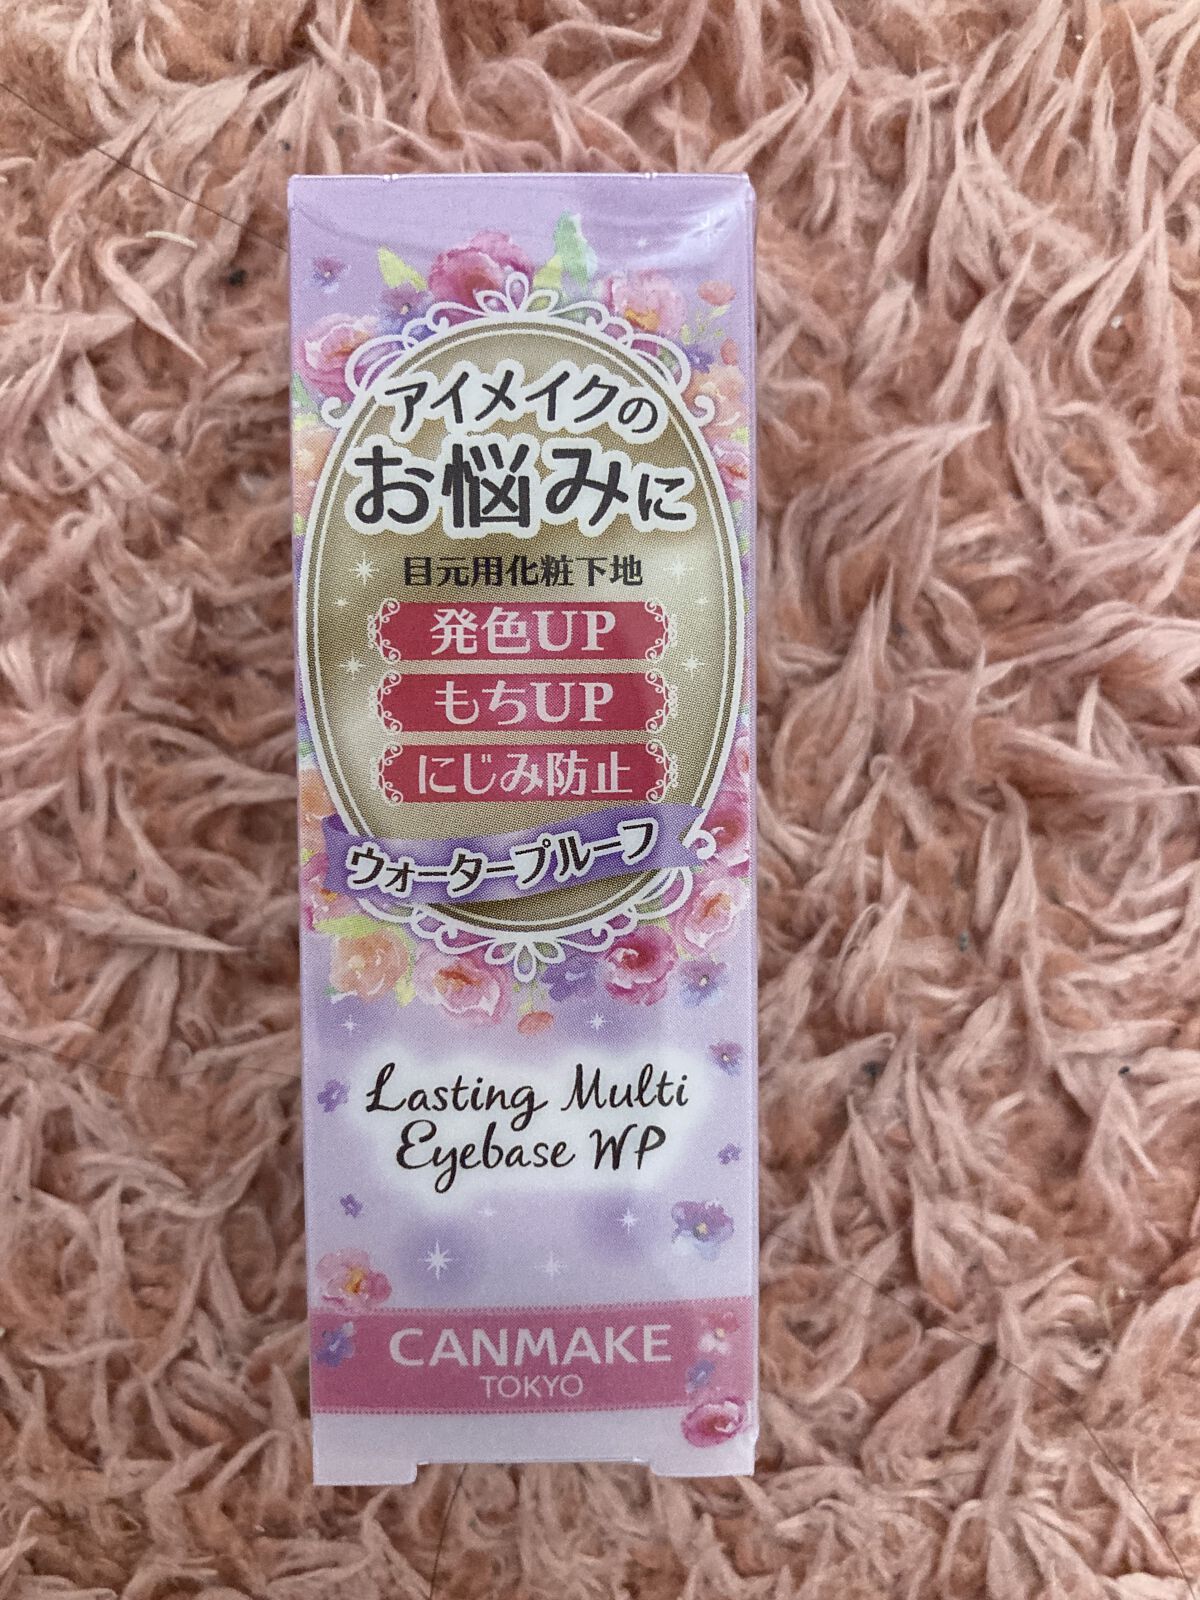 アイメイクの
お悩みに
目元用化粧下地
発色UP
もちUP
にじみ防止
ウォータープルーフ
Lasting Multi
Eyebase WP
CANMAKE
TOKYO